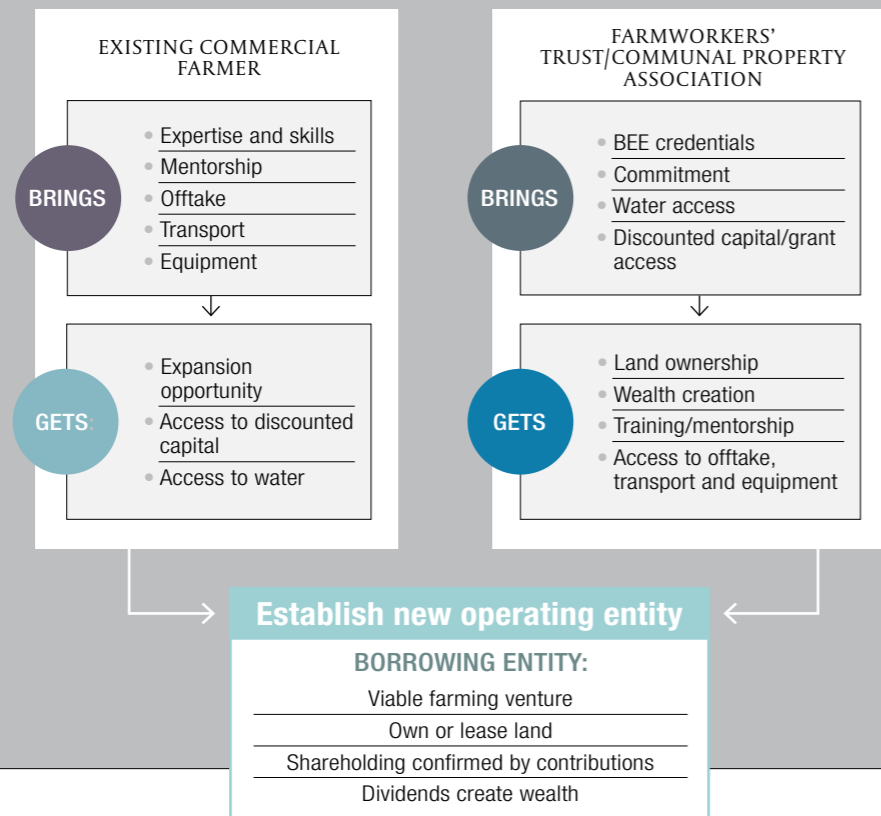 EXISTING COMMERCIAL
FARMER
BRINGS
• Expertise and skills
• Mentorship
• Offtake
• Transport
• Equipment
GETS:
• Expansion
opportunity
• Access to discounted
capital
• Access to water
FARMWORKERS'
TRUST/COMMUNAL PROPERTY
ASSOCIATION
BRINGS
• BEE credentials
• Commitment
• Water access
• Discounted capital/grant
access
GETS
• Land ownership
• Wealth creation
• Training/mentorship
• Access to offtake,
transport and equipment
Establish new operating entity
BORROWING ENTITY:
Viable farming venture
Own or lease land
Shareholding confirmed by contributions
Dividends create wealth